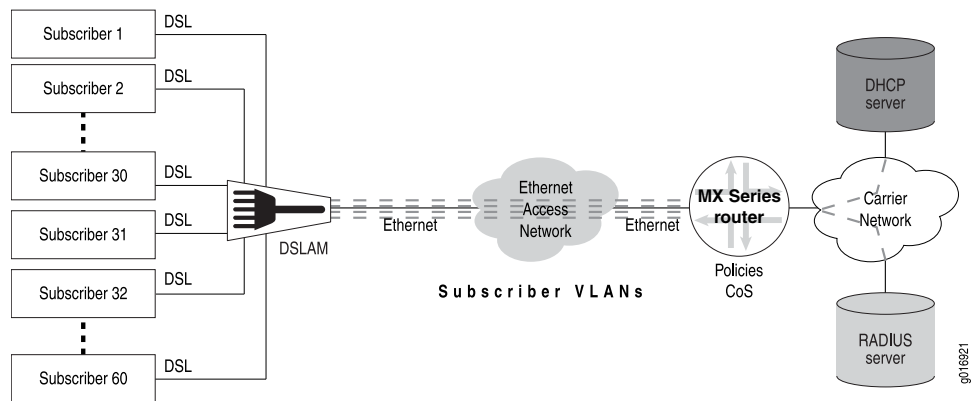 Subscriber 1
DSL
Subscriber 2
DSL
Subscriber 30
DSL
Subscriber 31
DSL
Subscriber 32
DSL
Subscriber 60
DSL
DSLAM
Ethernet
Ethernet
Access
Network
Ethernet
Subscriber VLANs
MX Series
router
Policies
CoS
DHCP
server
Carrier
Network
RADIUS
server
g016921